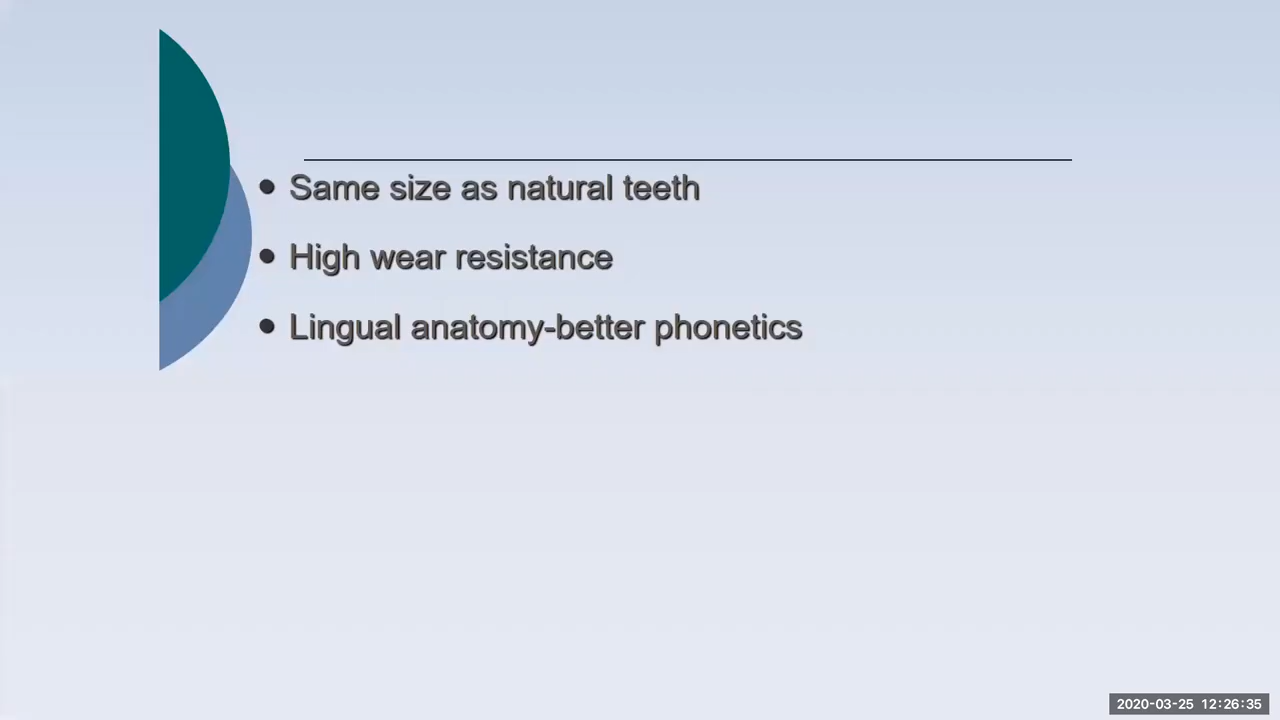 Same size as natural teeth
High wear resistance
Lingual anatomy-better phonetics
2020-03-25 12:26:35